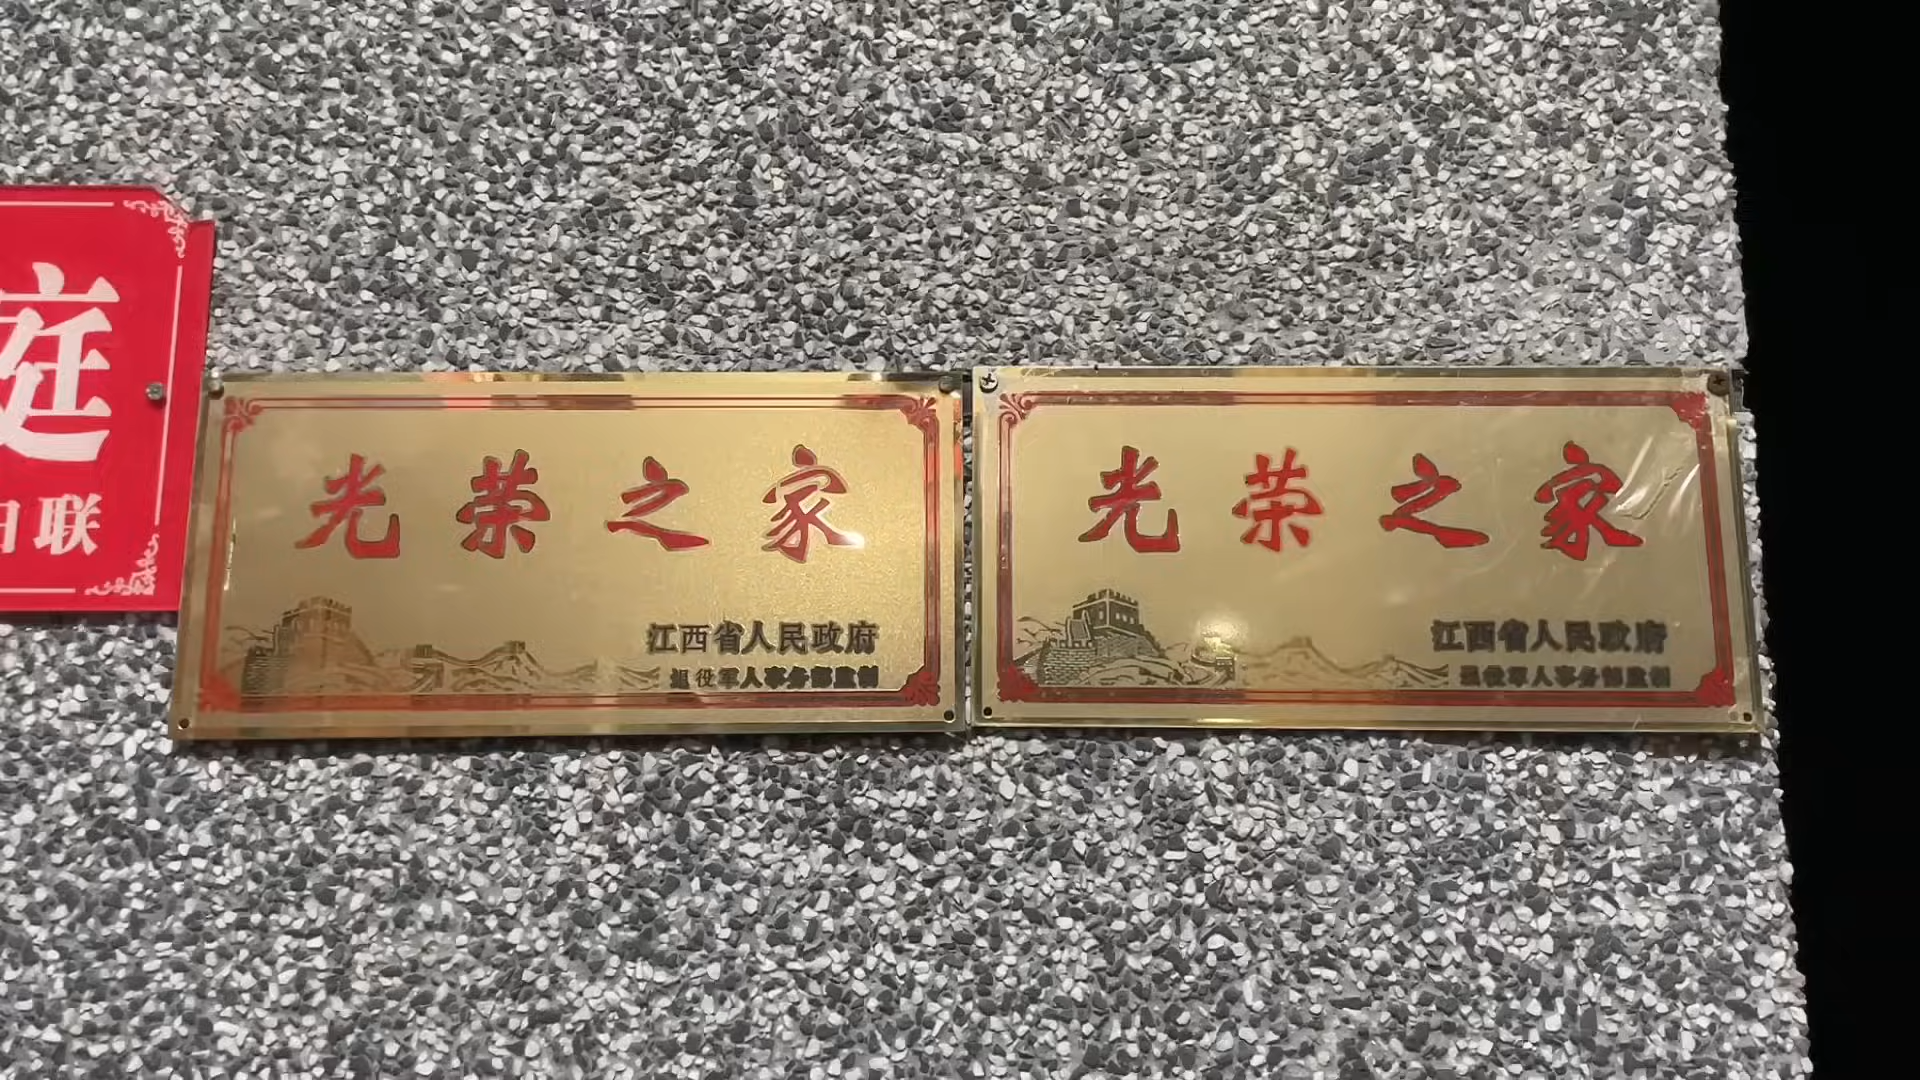 庭
妇联
光荣之家
江西省人民政府
退役军人事务部监制
光荣之家
江西省人民政府
退役军人事务部监制